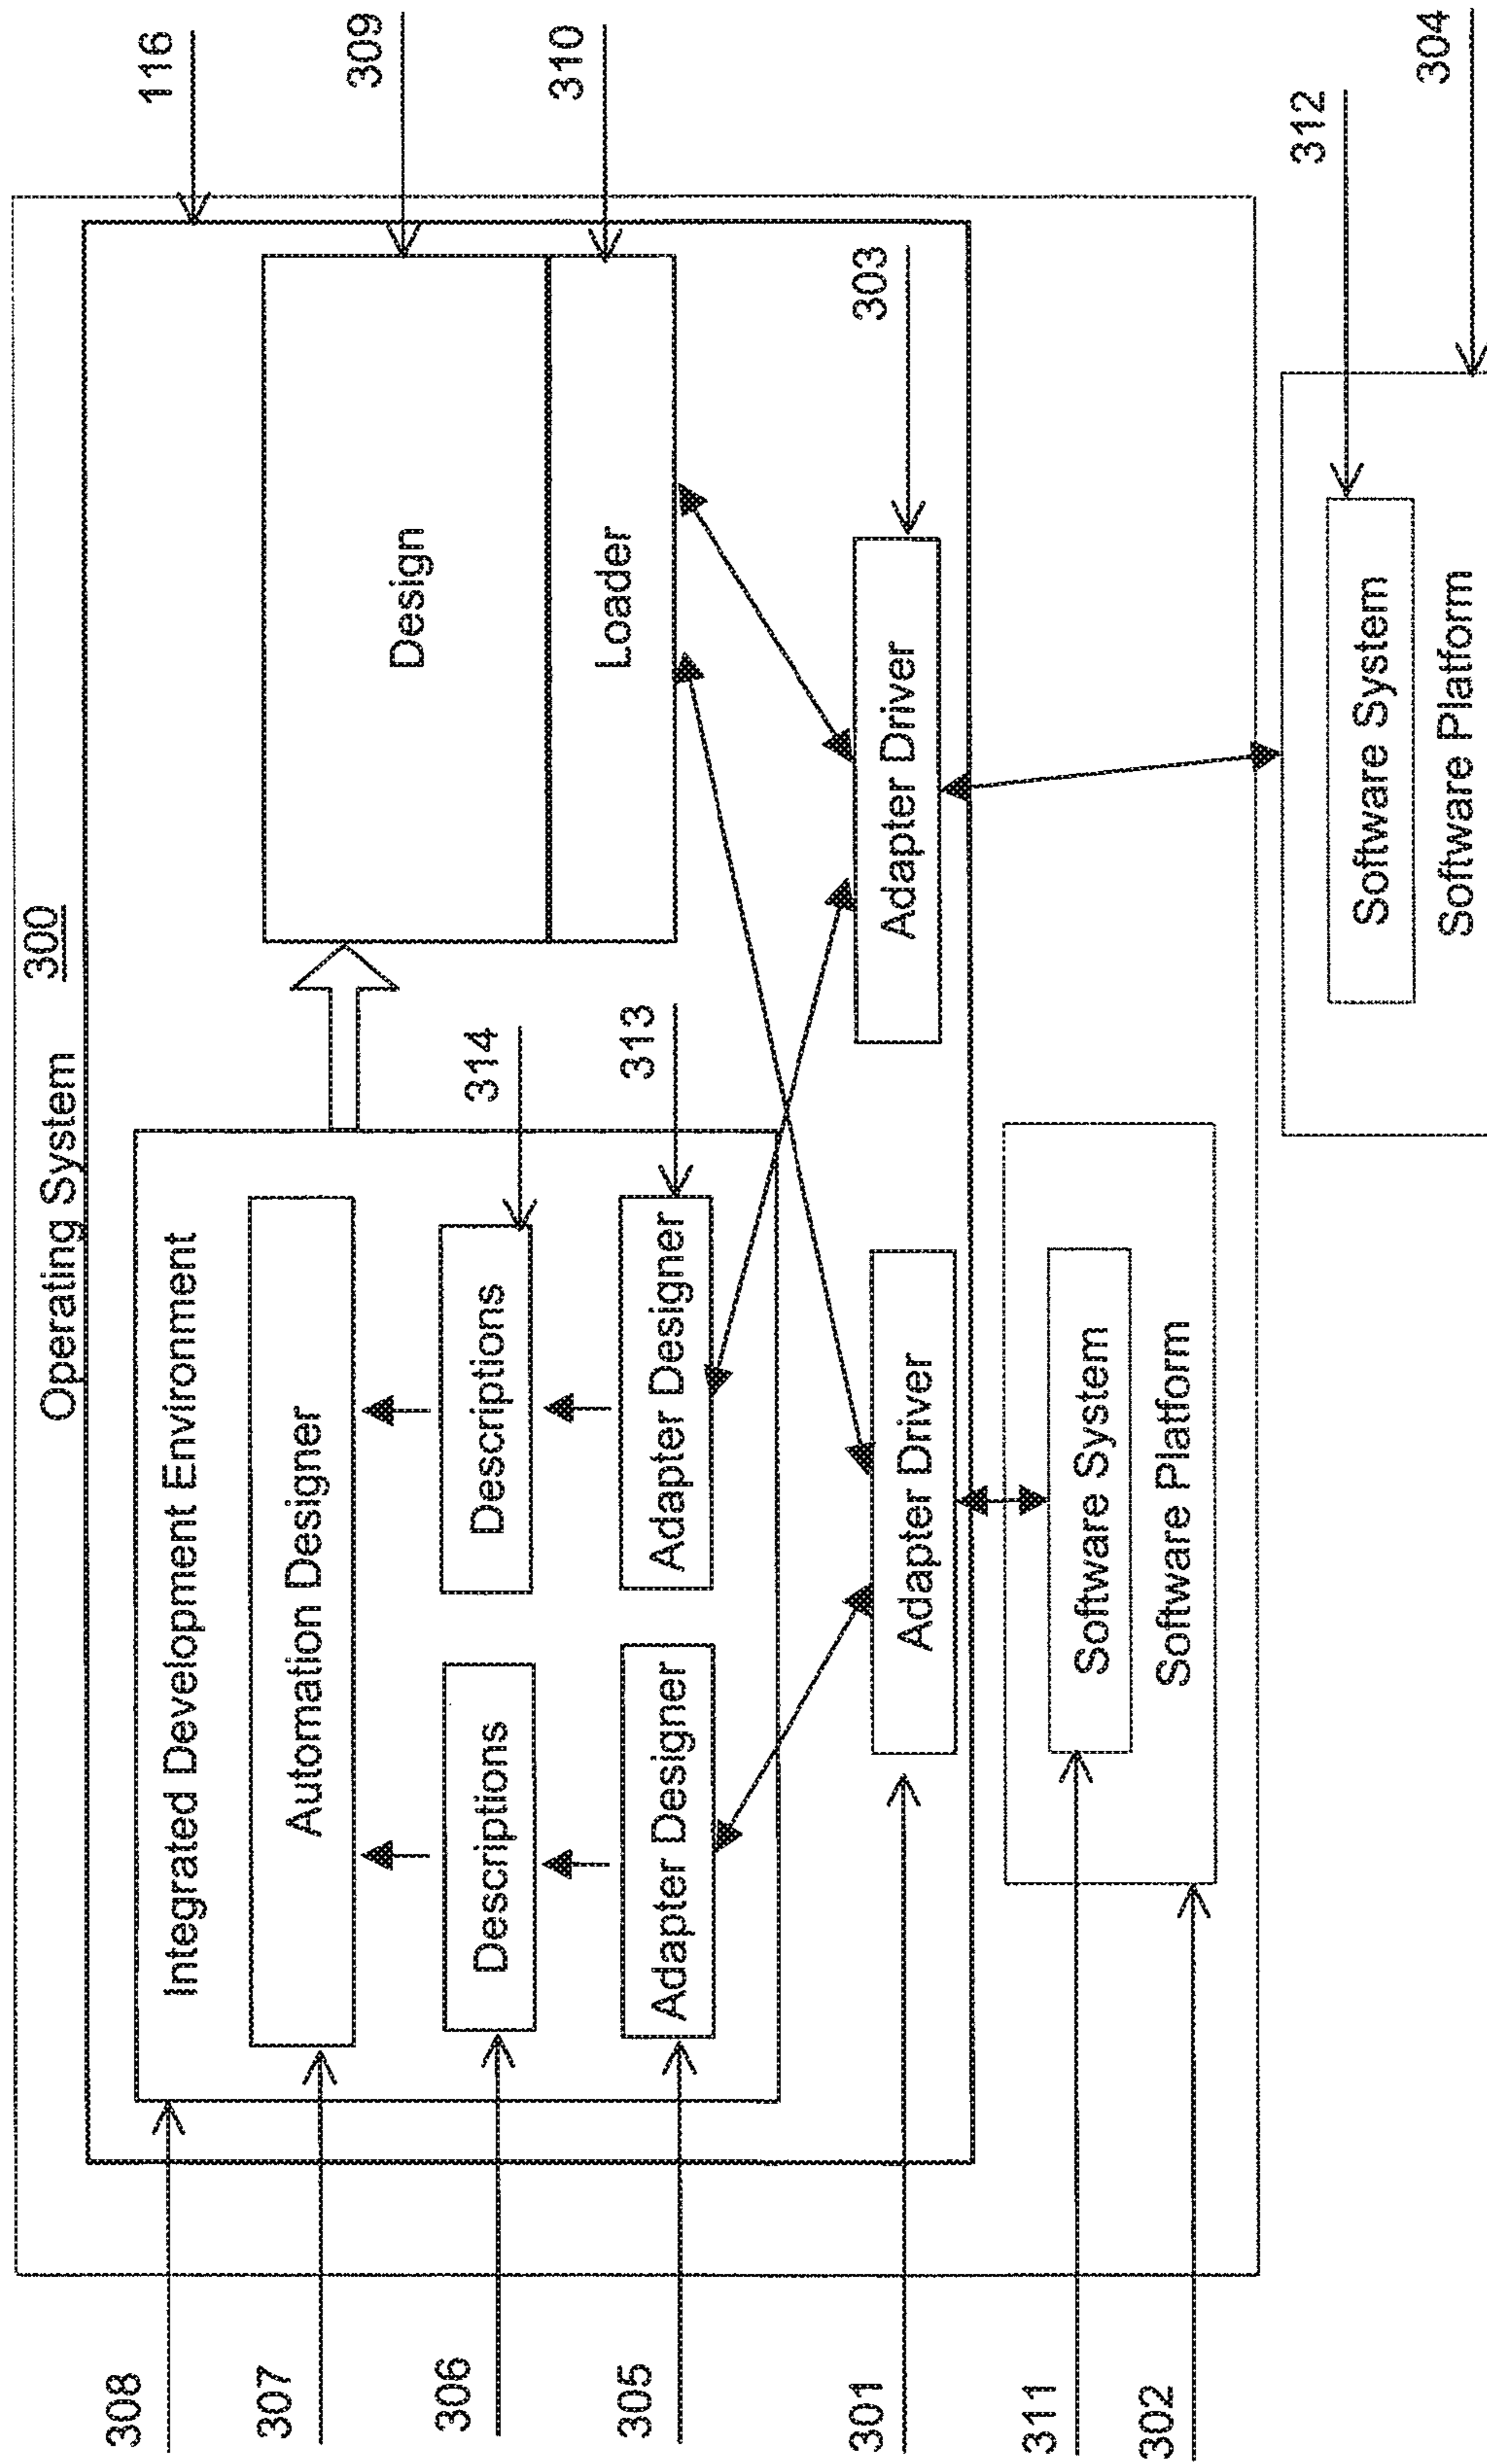 Operating System
300
116
309
310
303
312
304
Integrated Development Environment
Automation Designer
Descriptions
Descriptions
314
Adapter Designer
Adapter Designer
313
Design
Loader
Adapter Driver
Adapter Driver
Software System
Software Platform
Software System
Software Platform
308
307
306
305
301
311
302